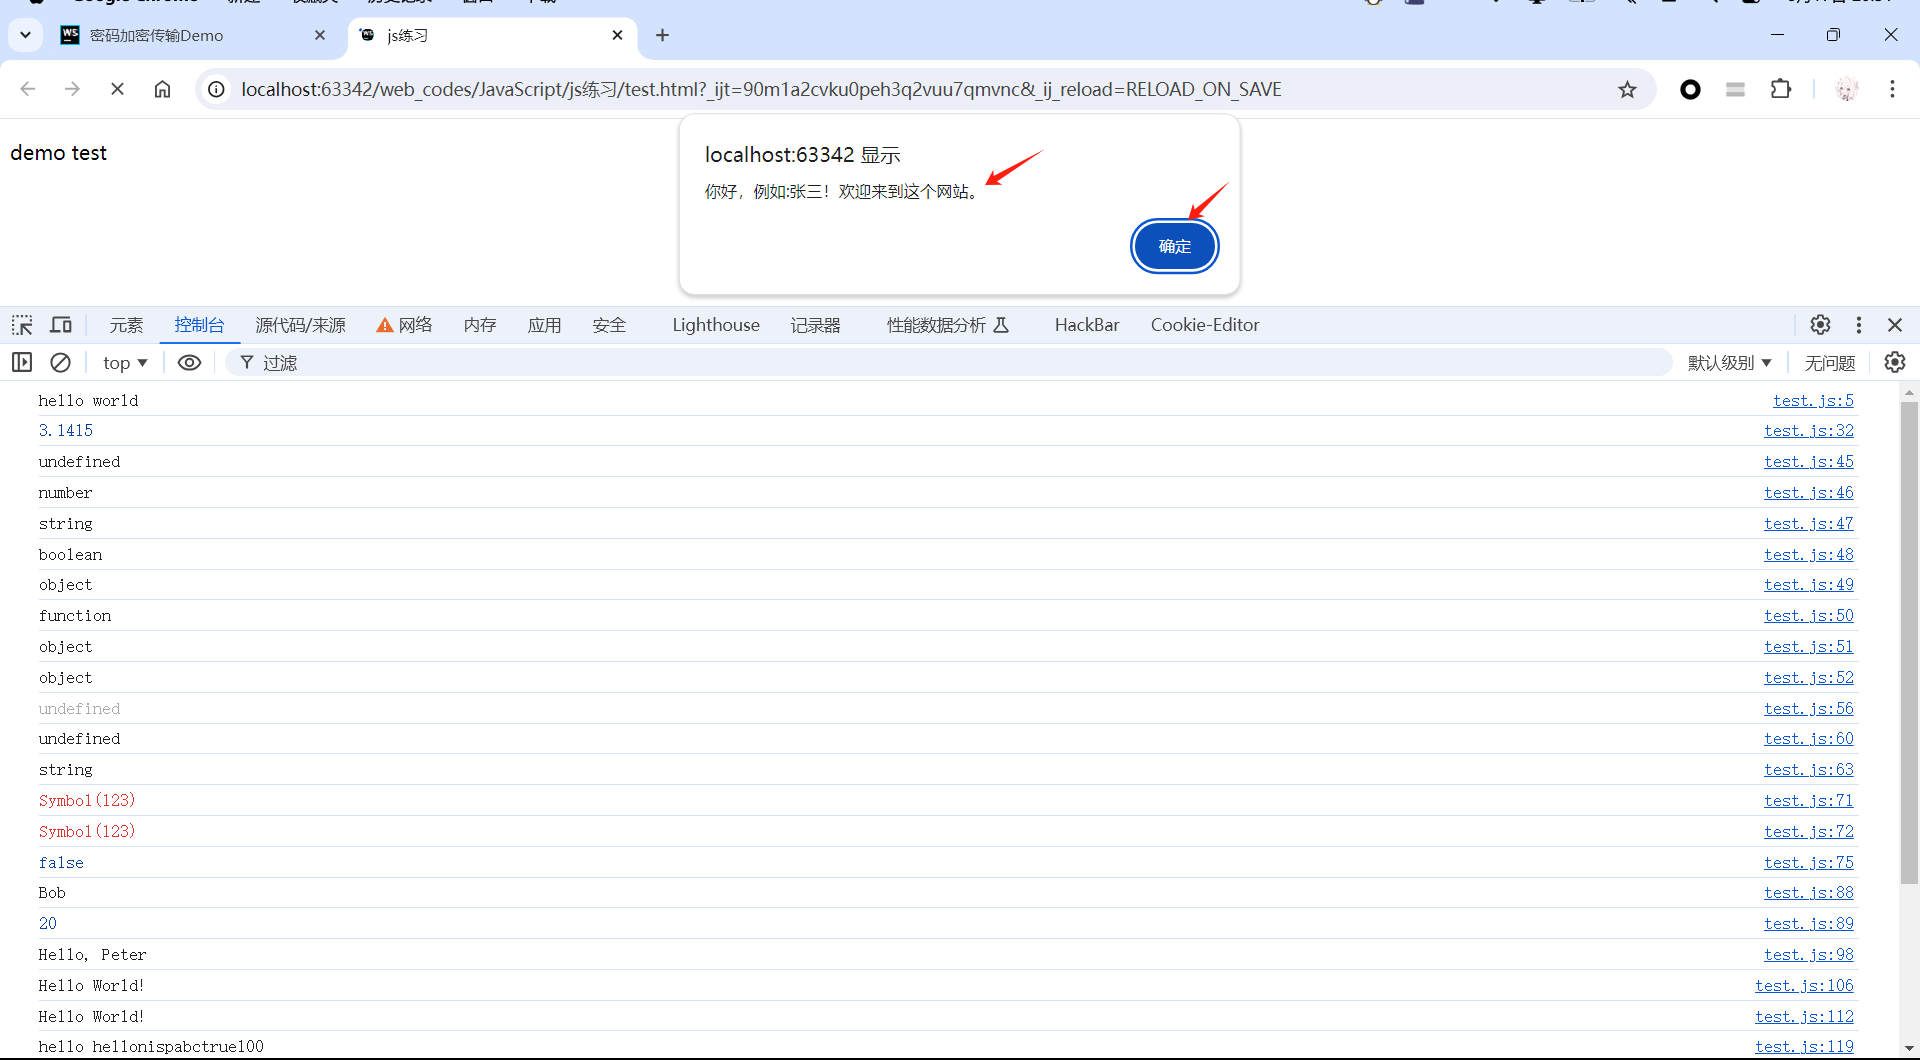 密码加密传输Demo
js练习
localhost:63342/web_codes/JavaScript/js练习/test.html?_ijt=90m1a2cvku0peh3q2vuu7qmvnc&_ij_reload=RELOAD_ON_SAVE
demo test
localhost:63342 显示
你好，例如:张三！欢迎来到这个网站。
确定
元素 控制台 源代码/来源 网络 内存 应用 安全 Lighthouse 记录器 性能数据分析 HackBar Cookie-Editor
top 过滤 默认级别 无问题
hello world test.js:5
3.1415 test.js:32
undefined test.js:45
number test.js:46
string test.js:47
boolean test.js:48
object test.js:49
function test.js:50
object test.js:51
object test.js:52
undefined test.js:56
undefined test.js:60
string test.js:63
Symbol(123) test.js:71
Symbol(123) test.js:72
false test.js:75
Bob test.js:88
20 test.js:89
Hello, Peter test.js:98
Hello World! test.js:106
Hello World! test.js:112
hello hellonispabctrue100 test.js:119